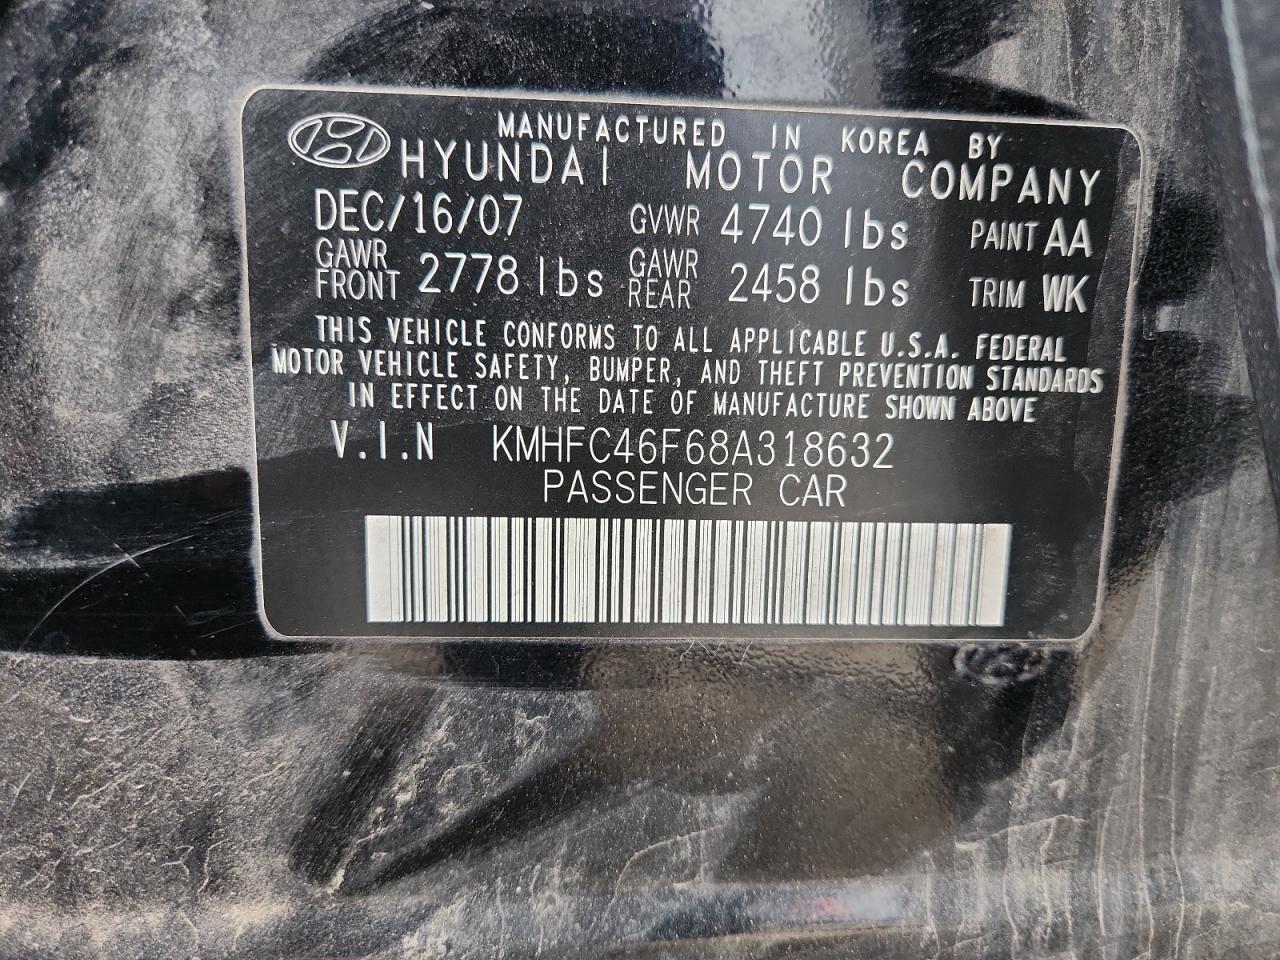 MANUFACTURED IN KOREA BY
HYUNDAI MOTOR COMPANY
DEC/16/07 GVWR 4740 lbs PAINT AA
GAWR FRONT 2778 lbs GAWR REAR 2458 lbs TRIM WK
THIS VEHICLE CONFORMS TO ALL APPLICABLE U.S.A. FEDERAL
MOTOR VEHICLE SAFETY, BUMPER, AND THEFT PREVENTION STANDARDS
IN EFFECT ON THE DATE OF MANUFACTURE SHOWN ABOVE
V.I.N KMHFC46F68A318632
PASSENGER CAR